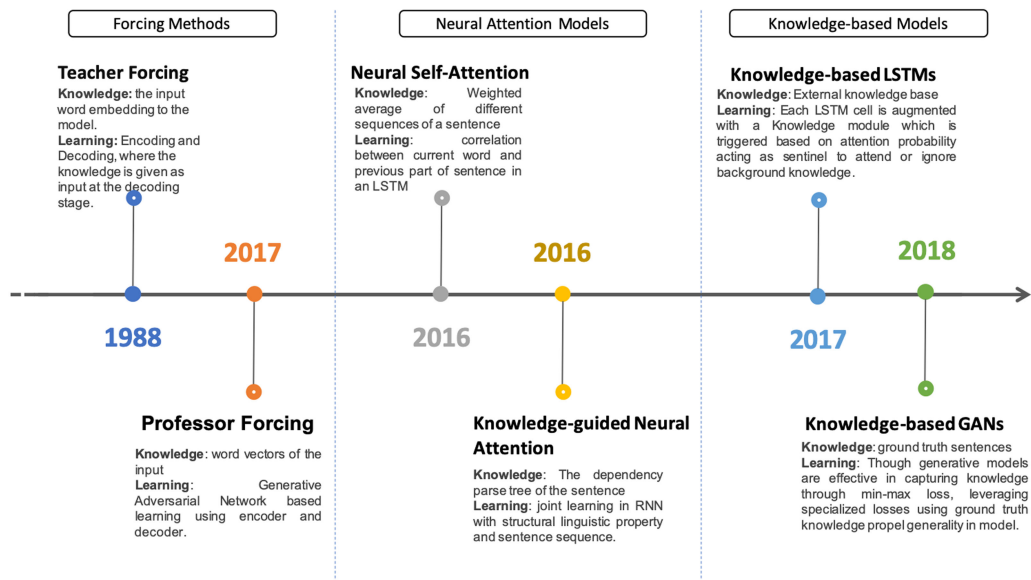 Forcing Methods
Neural Attention Models
Knowledge-based Models
Teacher Forcing
Knowledge: the input
word embedding to the
model.
Learning: Encoding and
Decoding, where the
knowledge is given as
input at the decoding
stage.
Neural Self-Attention
Knowledge: Weighted
average of different
sequences of a sentence
Learning: correlation
between current word and
previous part of sentence in
an LSTM
Knowledge-based LSTMs
Knowledge: External knowledge base
Learning: Each LSTM cell is augmented
with a Knowledge module which is
triggered based on attention probability
acting as sentinel to attend or ignore
background knowledge.
2017
2016
2018
1988
2016
2017
Professor Forcing
Knowledge: word vectors of the
input
Learning: Generative
Adversarial Network based
learning using encoder and
decoder.
Knowledge-guided Neural
Attention
Knowledge: The dependency
parse tree of the sentence
Learning: joint learning in RNN
with structural linguistic property
and sentence sequence.
Knowledge-based GANs
Knowledge: ground truth sentences
Learning: Though generative models
are effective in capturing knowledge
through min-max loss, leveraging
specialized losses using ground truth
knowledge propel generality in model.